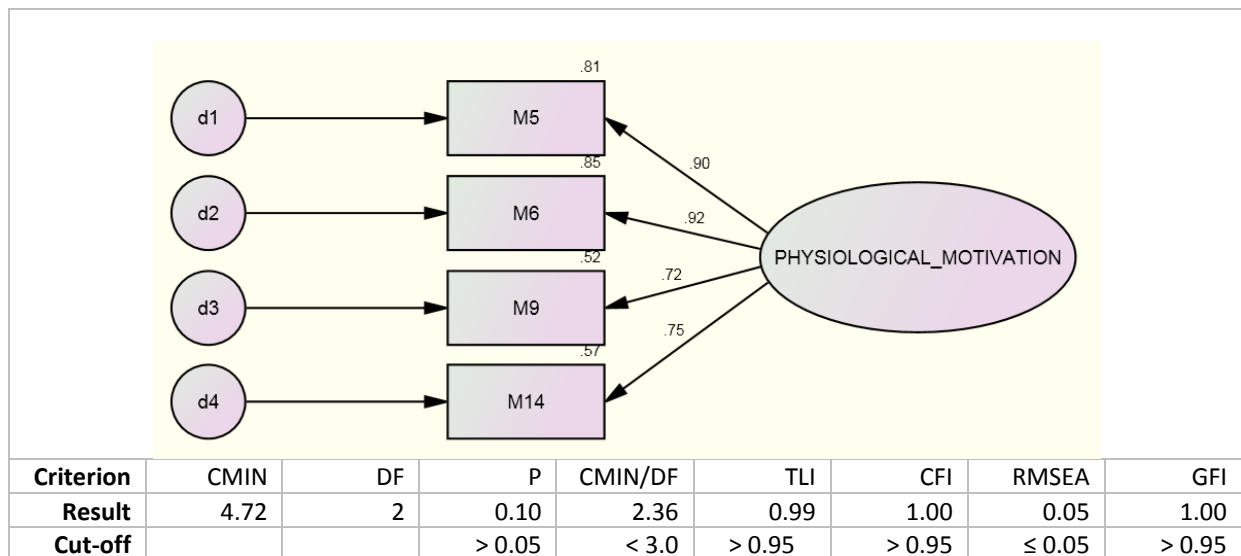 .81
d1 M5
.90
.85
d2 M6 .92
PHYSIOLOGICAL_MOTIVATION
.52
d3 M9 .72
.75
.57
d4 M14
Criterion CMIN DF P CMIN/DF TLI CFI RMSEA GFI
Result 4.72 2 0.10 2.36 0.99 1.00 0.05 1.00
Cut-off > 0.05 < 3.0 > 0.95 > 0.95 ≤ 0.05 > 0.95